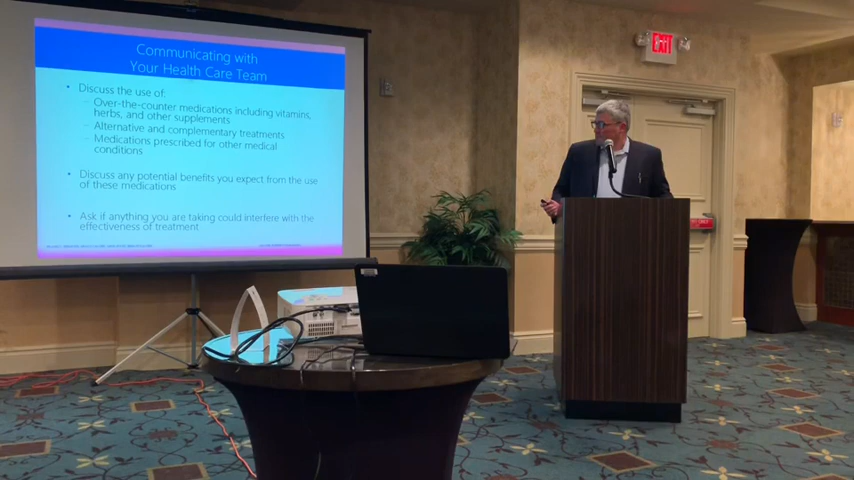 Communicating with
Your Health Care Team
• Discuss the use of:
– Over-the-counter medications including vitamins,
herbs, and other supplements
– Alternative and complementary treatments
– Medications prescribed for other medical
conditions
• Discuss any potential benefits you expect from the use
of these medications
• Ask if anything you are taking could interfere with the
effectiveness of treatment
EXIT